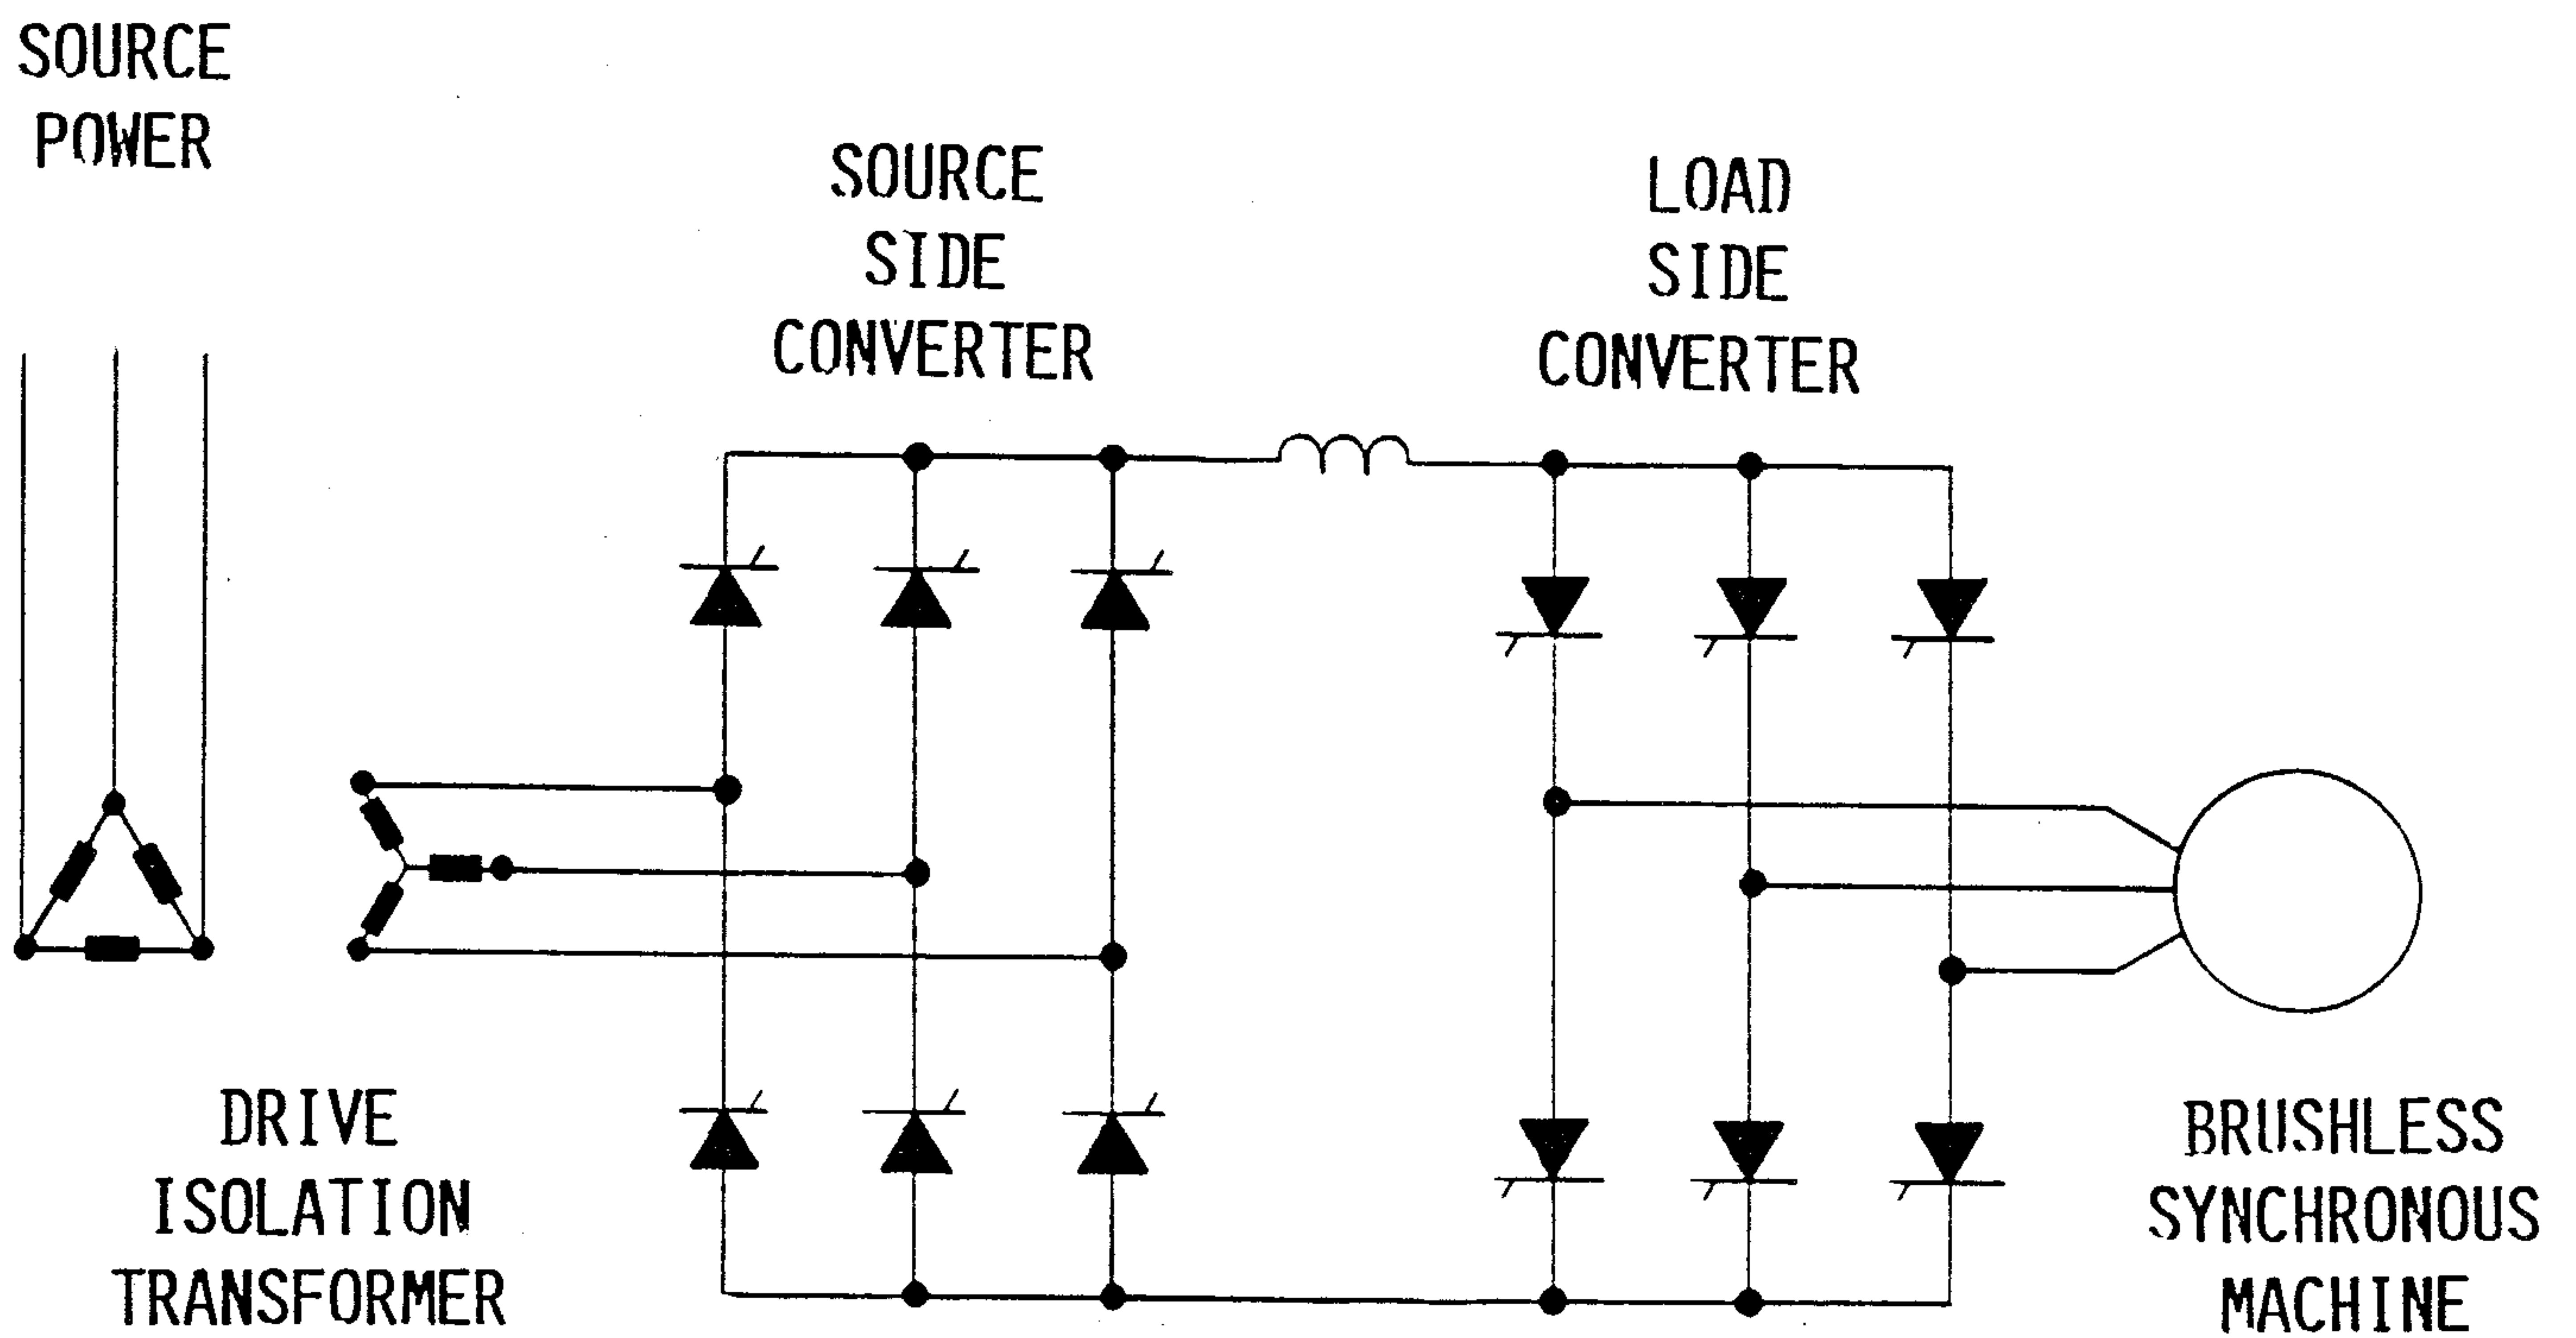 SOURCE
POWER
SOURCE
SIDE
CONVERTER
LOAD
SIDE
CONVERTER
DRIVE
ISOLATION
TRANSFORMER
BRUSHLESS
SYNCHRONOUS
MACHINE